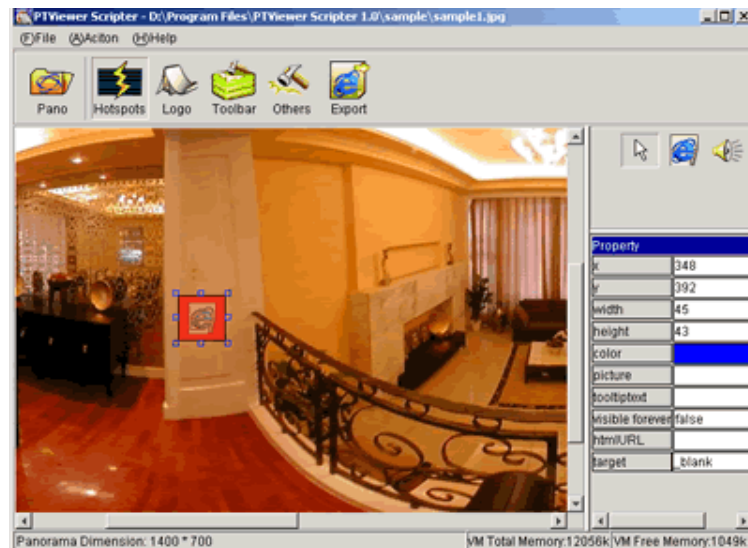 PTViewer Scripter - D:\Program Files\PTViewer Scripter 1.0\sample\sample1.jpg
(F)File (A)Aciton (H)Help
Pano Hotspots Logo Toolbar Others Export
Property
x 348
y 392
width 45
height 43
color
picture
tooltiptext
visible forever false
htmlURL
target _blank
Panorama Dimension: 1400 * 700 VM Total Memory:12056k VM Free Memory:1049k